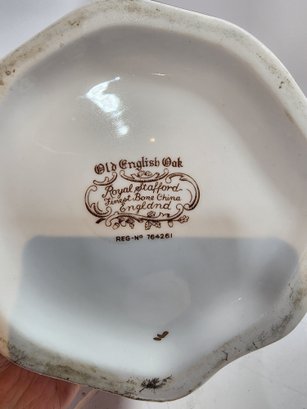 Old English Oak
Royal Stafford
Finest Bone China
England
REG-Nº 764261